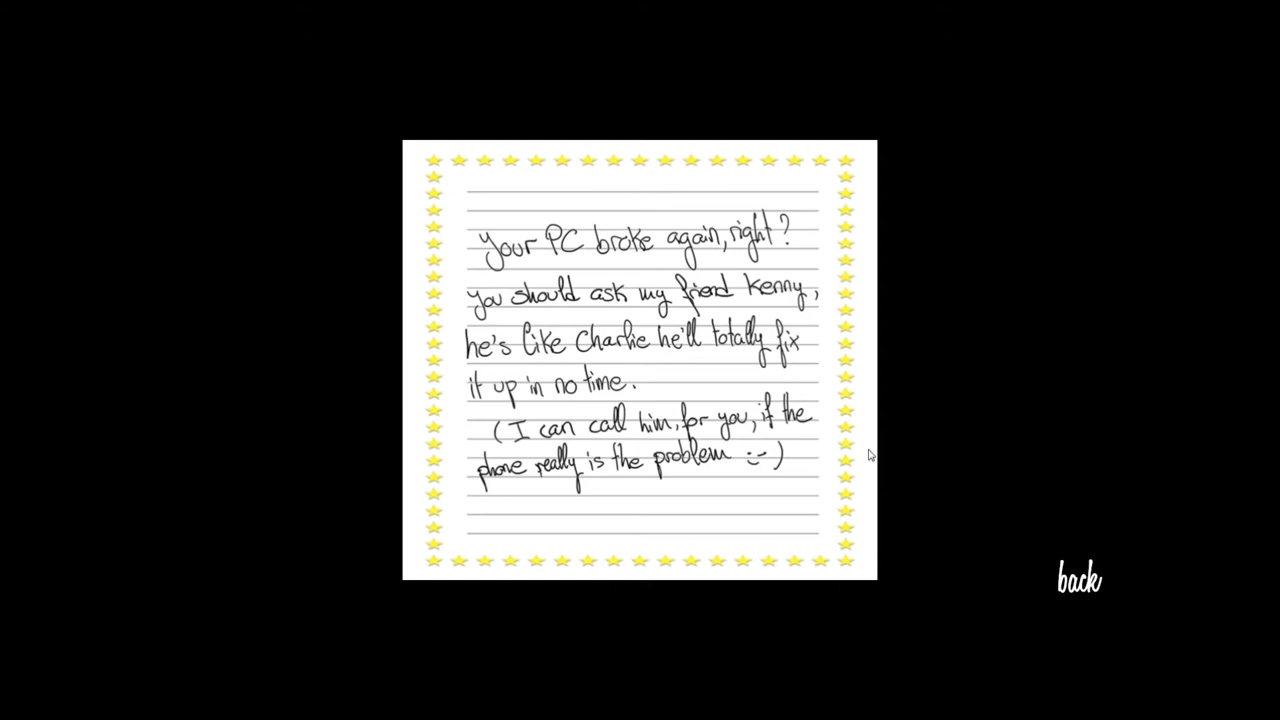 Your PC broke again, right?
you should ask my friend Kenny,
he's like Charlie he'll totally fix
it up in no time.
(I can call him, for you, if the
phone really is the problem :-)
back